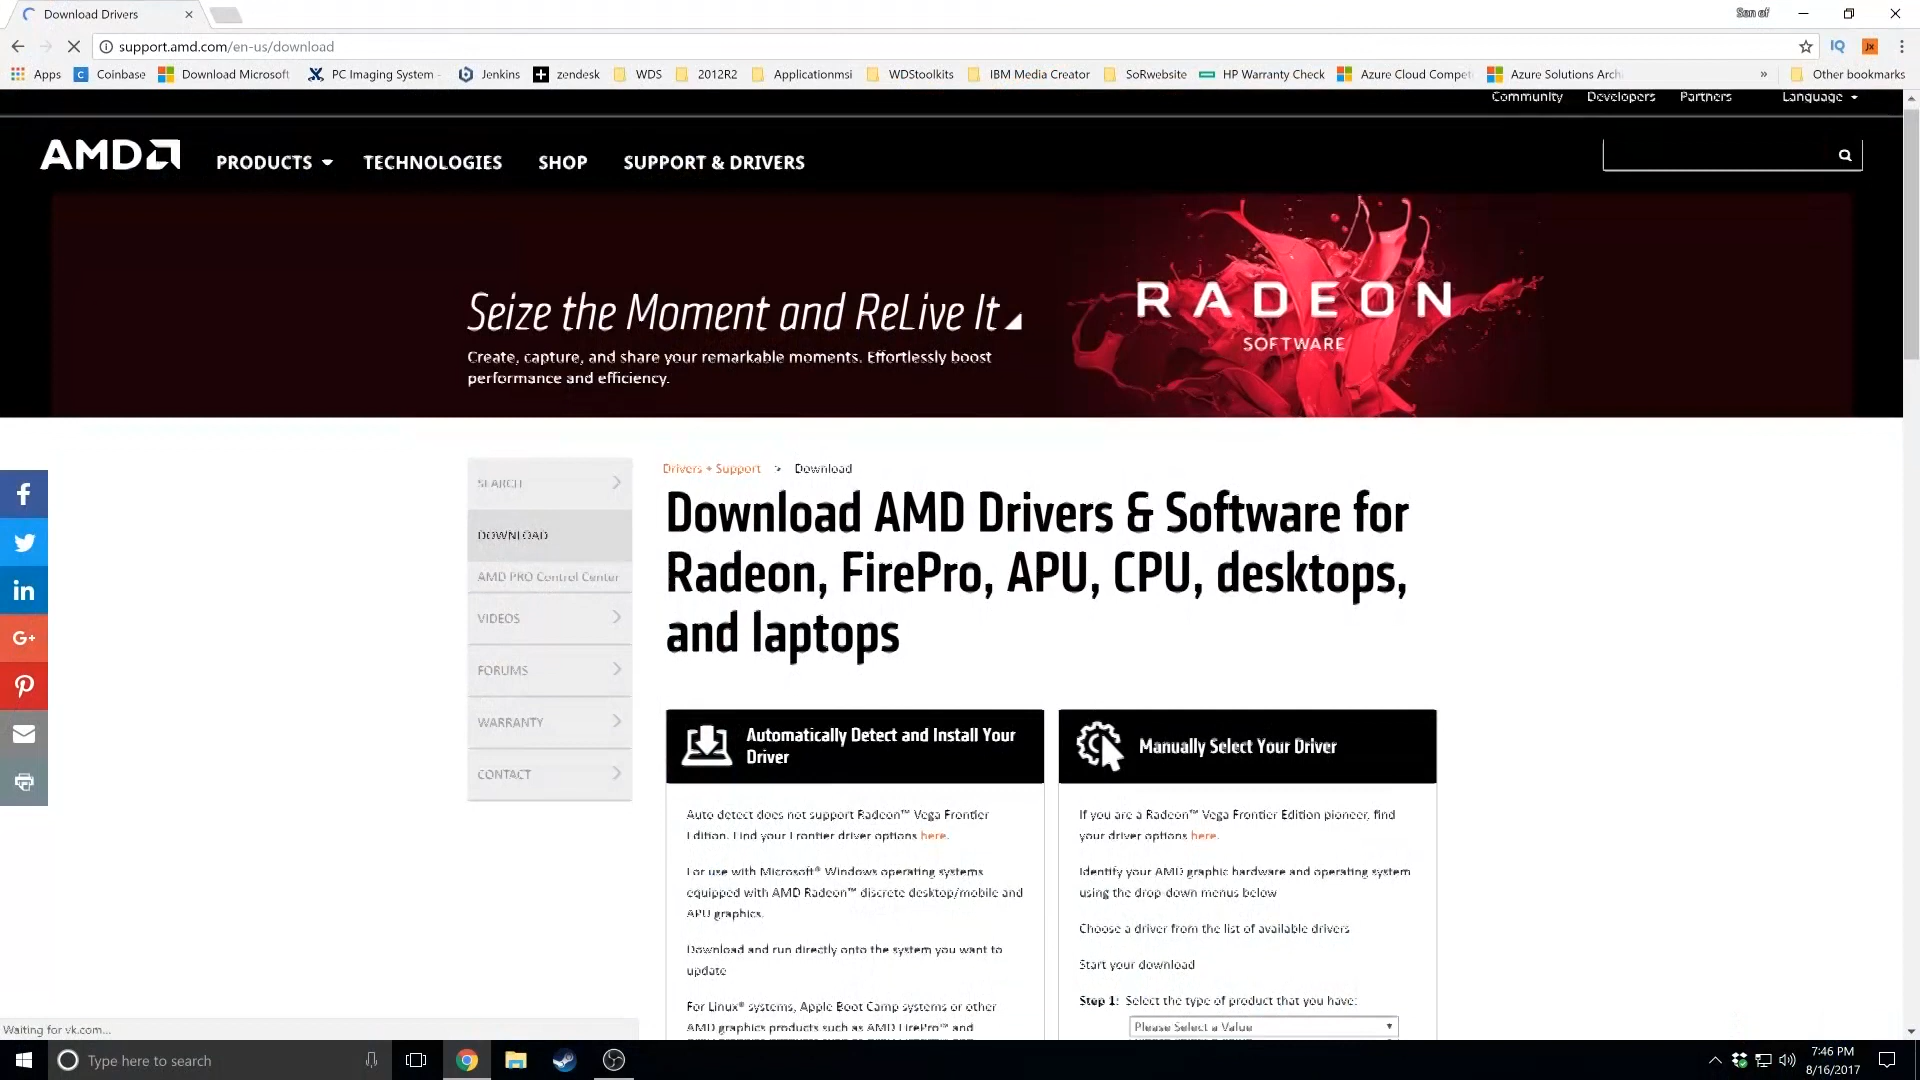 Download Drivers
Son of
support.amd.com/en-us/download
Apps Coinbase Download Microsoft PC Imaging System - Jenkins zendesk WDS 2012R2 Applicationmsi WDStoolkits IBM Media Creator SoRwebsite HP Warranty Check Azure Cloud Compet Azure Solutions Arch » Other bookmarks
Community Developers Partners Language
AMD PRODUCTS TECHNOLOGIES SHOP SUPPORT & DRIVERS
Seize the Moment and ReLive It
Create, capture, and share your remarkable moments. Effortlessly boost
performance and efficiency.
RADEON
SOFTWARE
SEARCH
DOWNLOAD
AMD PRO Control Center
VIDEOS
FORUMS
WARRANTY
CONTACT
Drivers + Support > Download
Download AMD Drivers & Software for
Radeon, FirePro, APU, CPU, desktops,
and laptops
Automatically Detect and Install Your
Driver
Auto detect does not support Radeon™ Vega Frontier
Edition. Find your Frontier driver options here.
For use with Microsoft® Windows operating systems
equipped with AMD Radeon™ discrete desktop/mobile and
APU graphics.
Download and run directly onto the system you want to
update
For Linux® systems, Apple Boot Camp systems or other
AMD graphics products such as AMD FirePro™ and
Manually Select Your Driver
If you are a Radeon™ Vega Frontier Edition pioneer, find
your driver options here.
Identify your AMD graphic hardware and operating system
using the drop-down menus below
Choose a driver from the list of available drivers
Start your download
Step 1: Select the type of product that you have:
Please Select a Value
Waiting for vk.com...
Type here to search
7:46 PM
8/16/2017